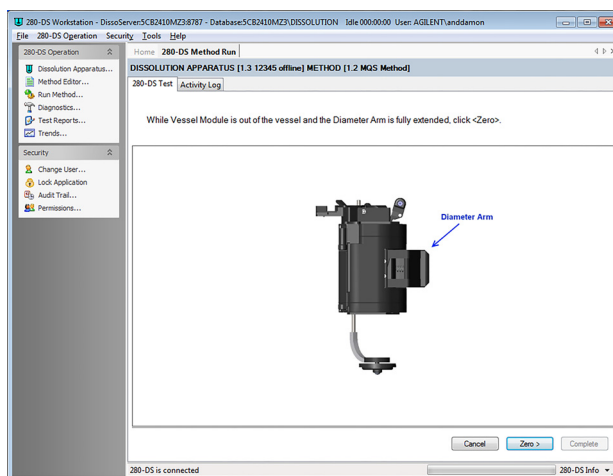 280-DS Workstation - DissoServer:5CB2410MZ3:8787 - Database:5CB2410MZ3\DISSOLUTION Idle 000:00:00 User: AGILENT\anddamon
File 280-DS Operation Security Tools Help
280-DS Operation
Dissolution Apparatus...
Method Editor...
Run Method...
Diagnostics...
Test Reports...
Trends...
Security
Change User...
Lock Application
Audit Trail...
Permissions...
Home 280-DS Method Run
DISSOLUTION APPARATUS [1.3 12345 offline] METHOD [1.2 MQS Method]
280-DS Test Activity Log
While Vessel Module is out of the vessel and the Diameter Arm is fully extended, click <Zero>.
Diameter Arm
Cancel Zero > Complete
280-DS is connected 280-DS Info